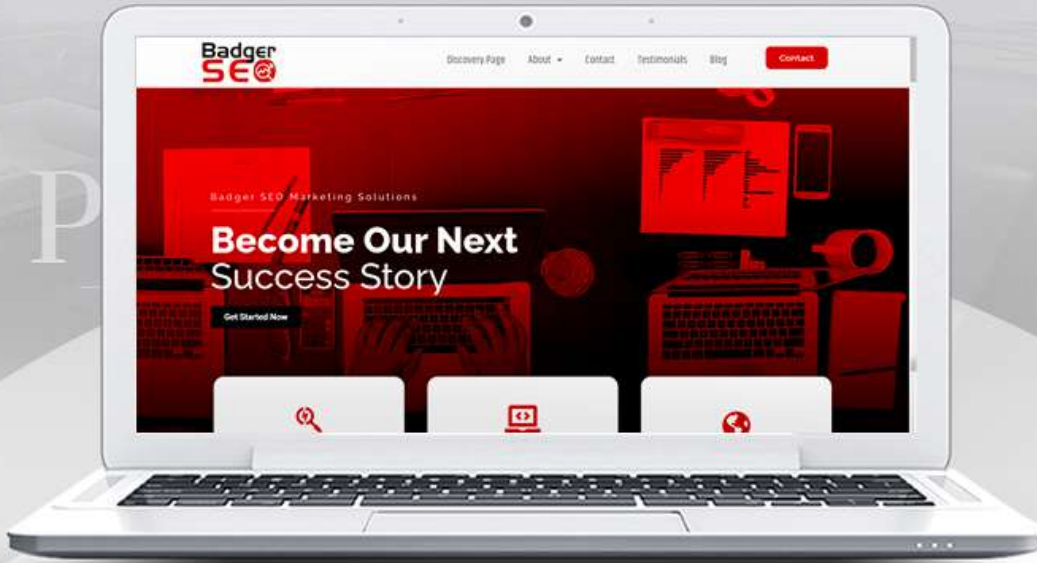 Badger
SEO
Discovery Page About Contact Testimonials Blog Contact
P
Badger SEO Marketing Solutions
Become Our Next
Success Story
Get Started Now